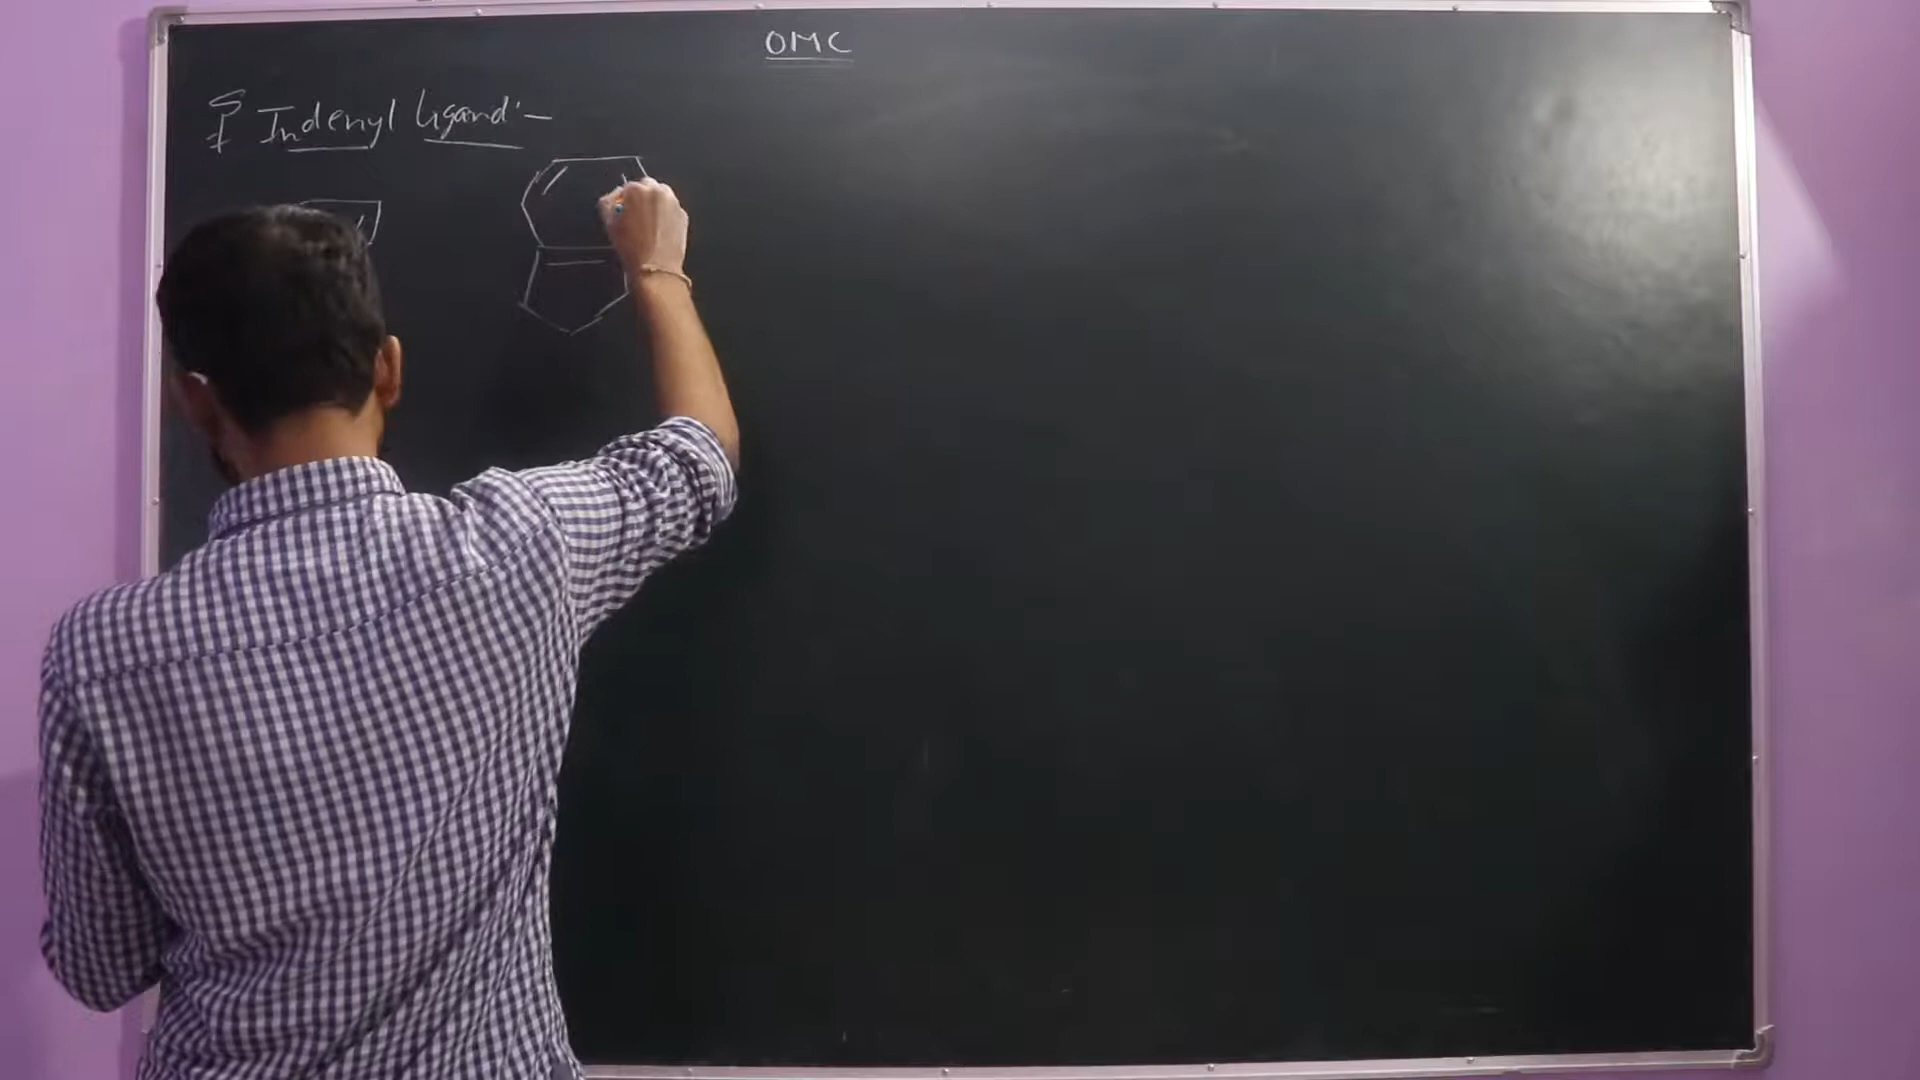 OMC
§ Indenyl Ligand :-